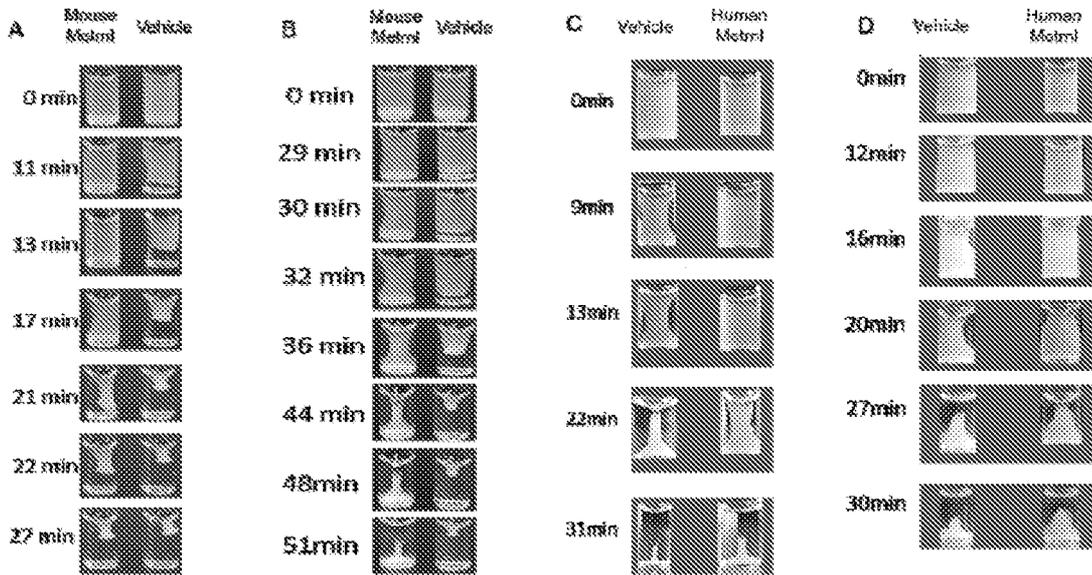 A Mouse Metrnl Vehicle
0 min
11 min
13 min
17 min
21 min
22 min
27 min
B Mouse Metrnl Vehicle
0 min
29 min
30 min
32 min
36 min
44 min
48min
51min
C Vehicle Human Metrnl
0min
9min
13min
22min
31min
D Vehicle Human Metrnl
0min
12min
16min
20min
27min
30min